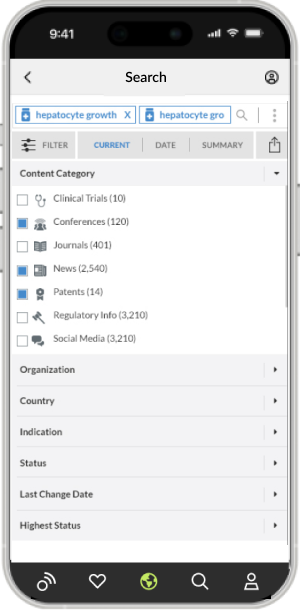 9:41
Search
hepatocyte growth X hepatocyte gro
FILTER CURRENT DATE SUMMARY
Content Category
Clinical Trials (10)
Conferences (120)
Journals (401)
News (2,540)
Patents (14)
Regulatory Info (3,210)
Social Media (3,210)
Organization
Country
Indication
Status
Last Change Date
Highest Status